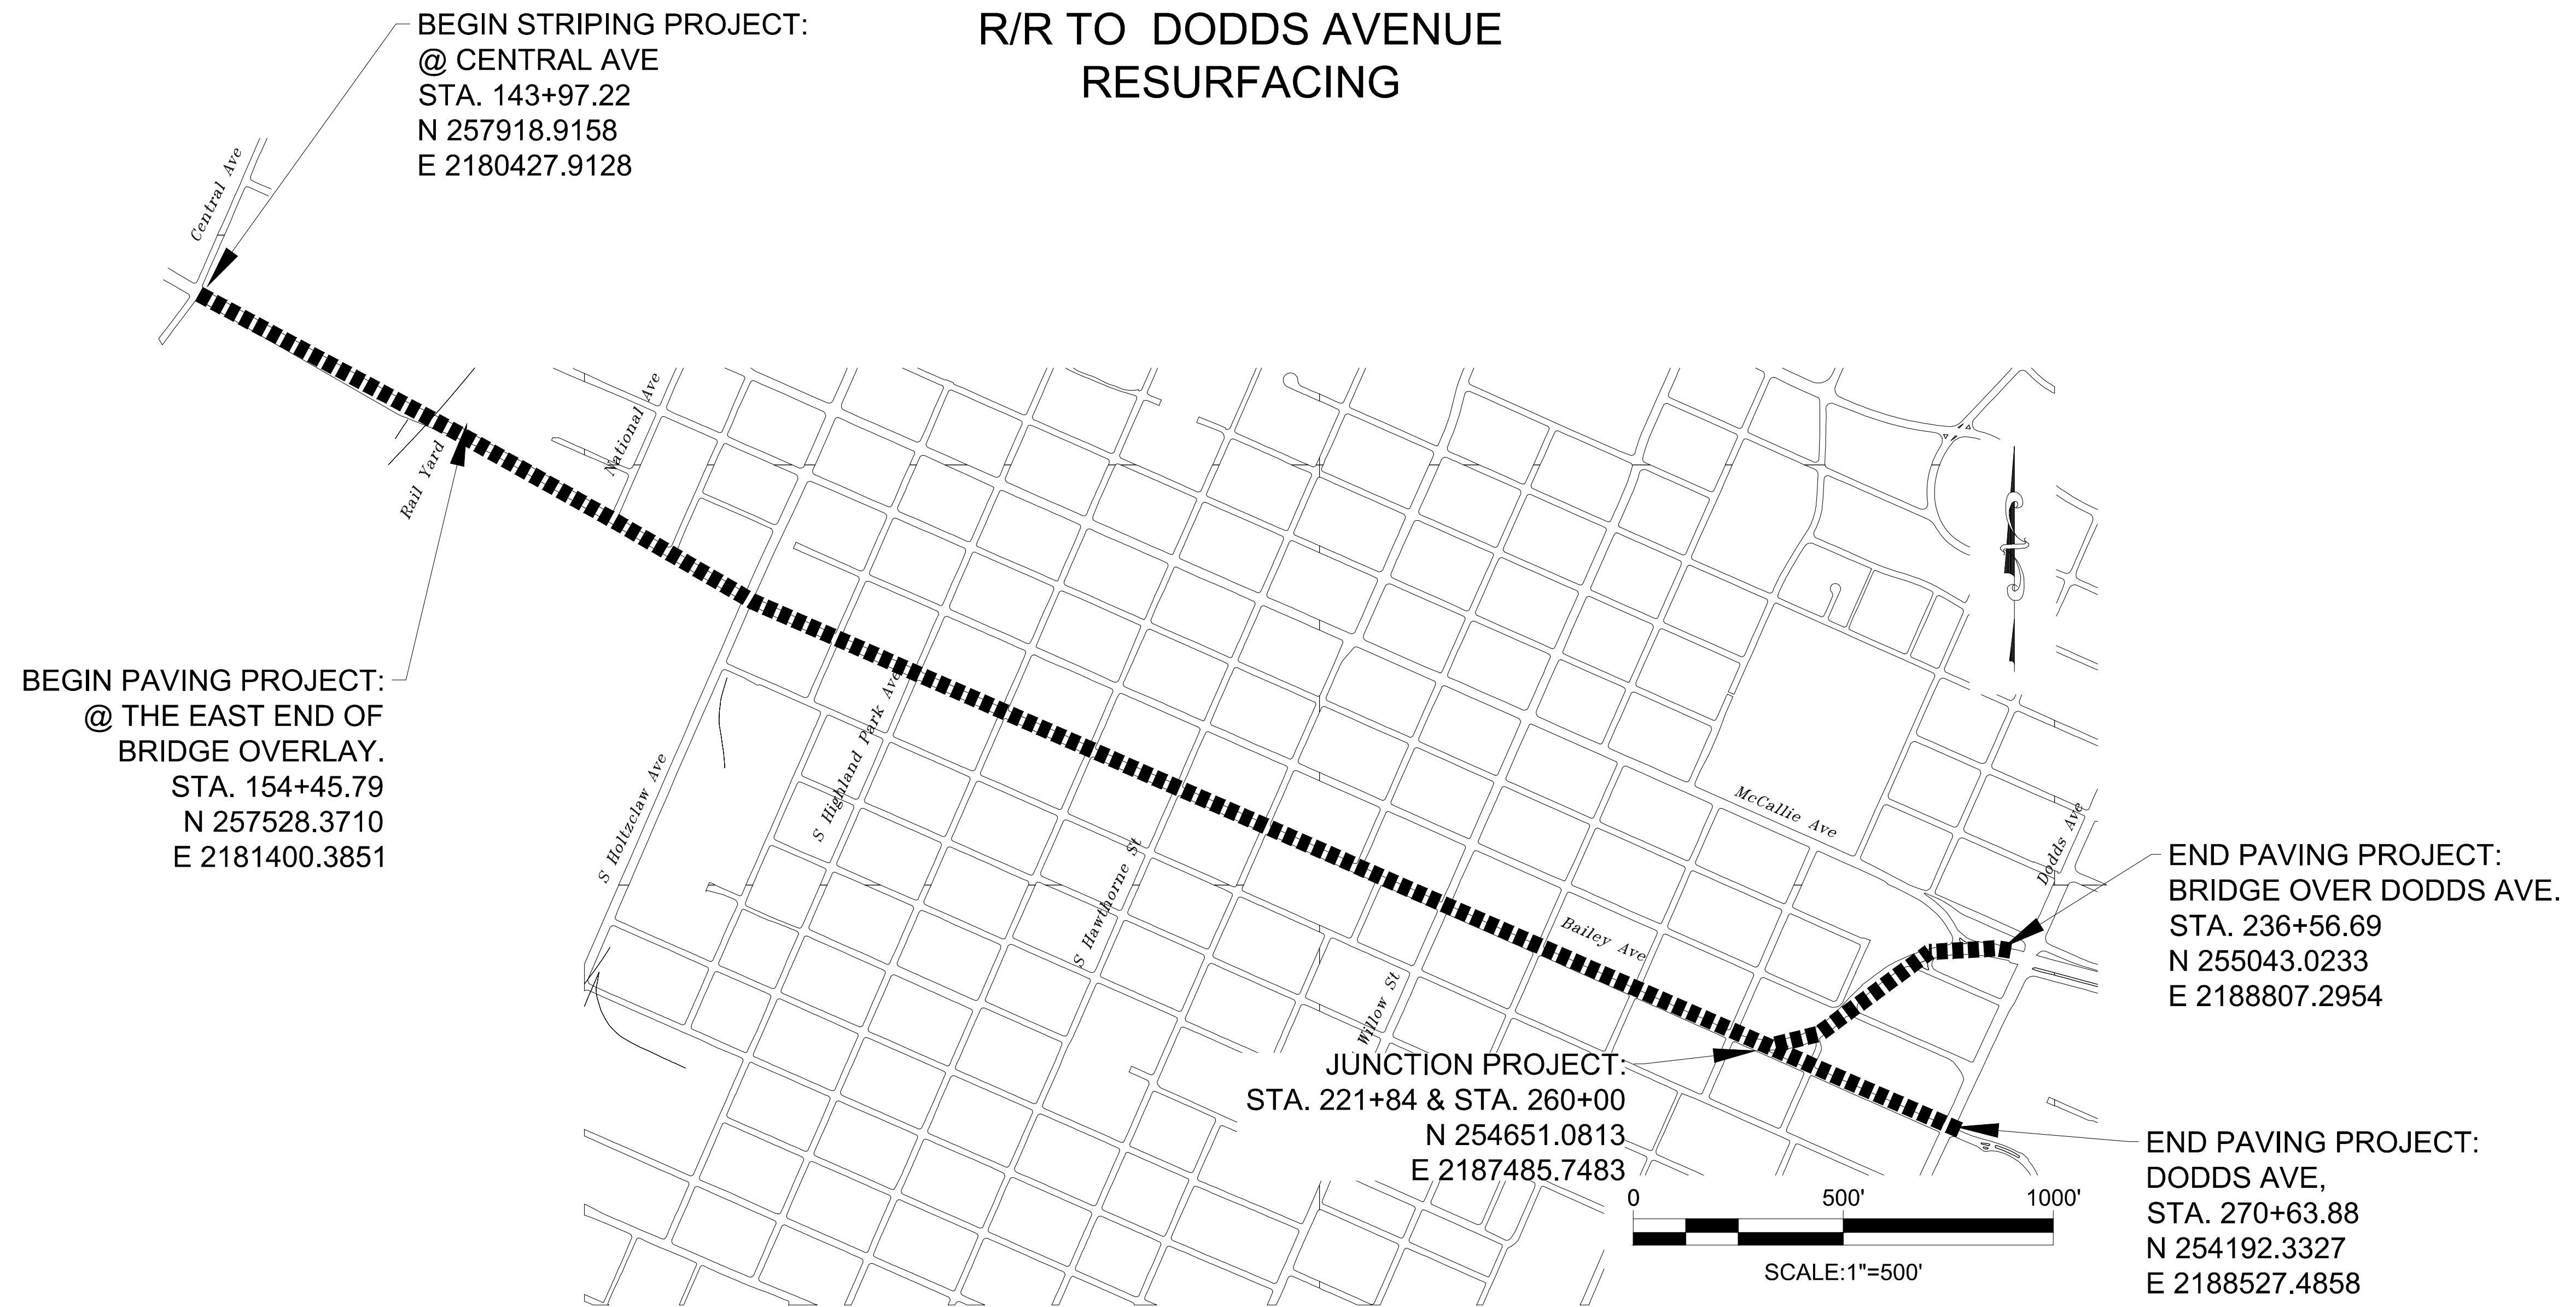 R/R TO DODDS AVENUE
RESURFACING
BEGIN STRIPING PROJECT:
@ CENTRAL AVE
STA. 143+97.22
N 257918.9158
E 2180427.9128
Central Ave
Rail Yard
National Ave
BEGIN PAVING PROJECT:
@ THE EAST END OF
BRIDGE OVERLAY.
STA. 154+45.79
N 257528.3710
E 2181400.3851
S Holtzclaw Ave
S Highland Park Ave
S Hawthorne St
Willow St
Bailey Ave
McCallie Ave
Dodds Ave
END PAVING PROJECT:
BRIDGE OVER DODDS AVE.
STA. 236+56.69
N 255043.0233
E 2188807.2954
JUNCTION PROJECT:
STA. 221+84 & STA. 260+00
N 254651.0813
E 2187485.7483
END PAVING PROJECT:
DODDS AVE,
STA. 270+63.88
N 254192.3327
E 2188527.4858
0 500' 1000'
SCALE:1"=500'